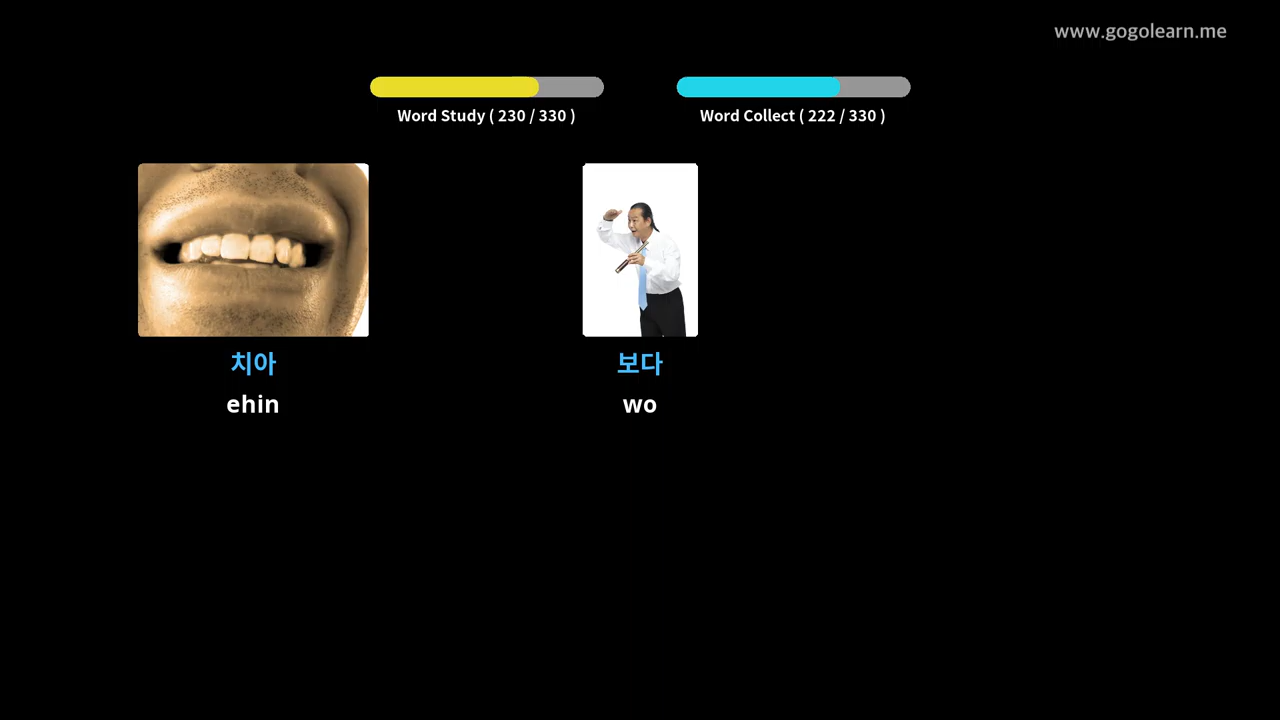 www.gogolearn.me
Word Study ( 230 / 330 )
Word Collect ( 222 / 330 )
치아
보다
ehin
wo